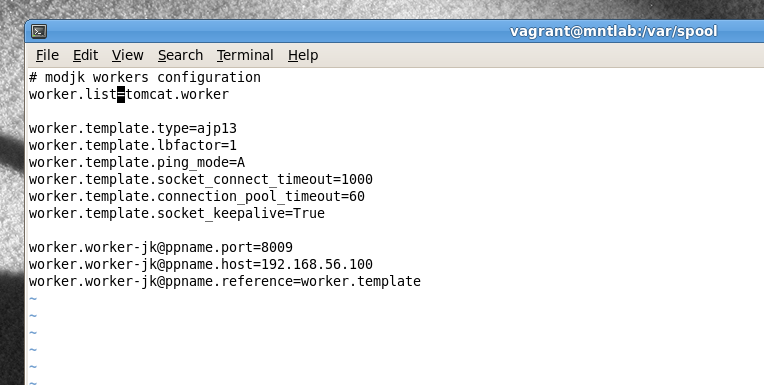 vagrant@mntlab:/var/spool
File Edit View Search Terminal Help
# modjk workers configuration
worker.list=tomcat.worker
worker.template.type=ajp13
worker.template.lbfactor=1
worker.template.ping_mode=A
worker.template.socket_connect_timeout=1000
worker.template.connection_pool_timeout=60
worker.template.socket_keepalive=True
worker.worker-jk@ppname.port=8009
worker.worker-jk@ppname.host=192.168.56.100
worker.worker-jk@ppname.reference=worker.template
~
~
~
~
~
~